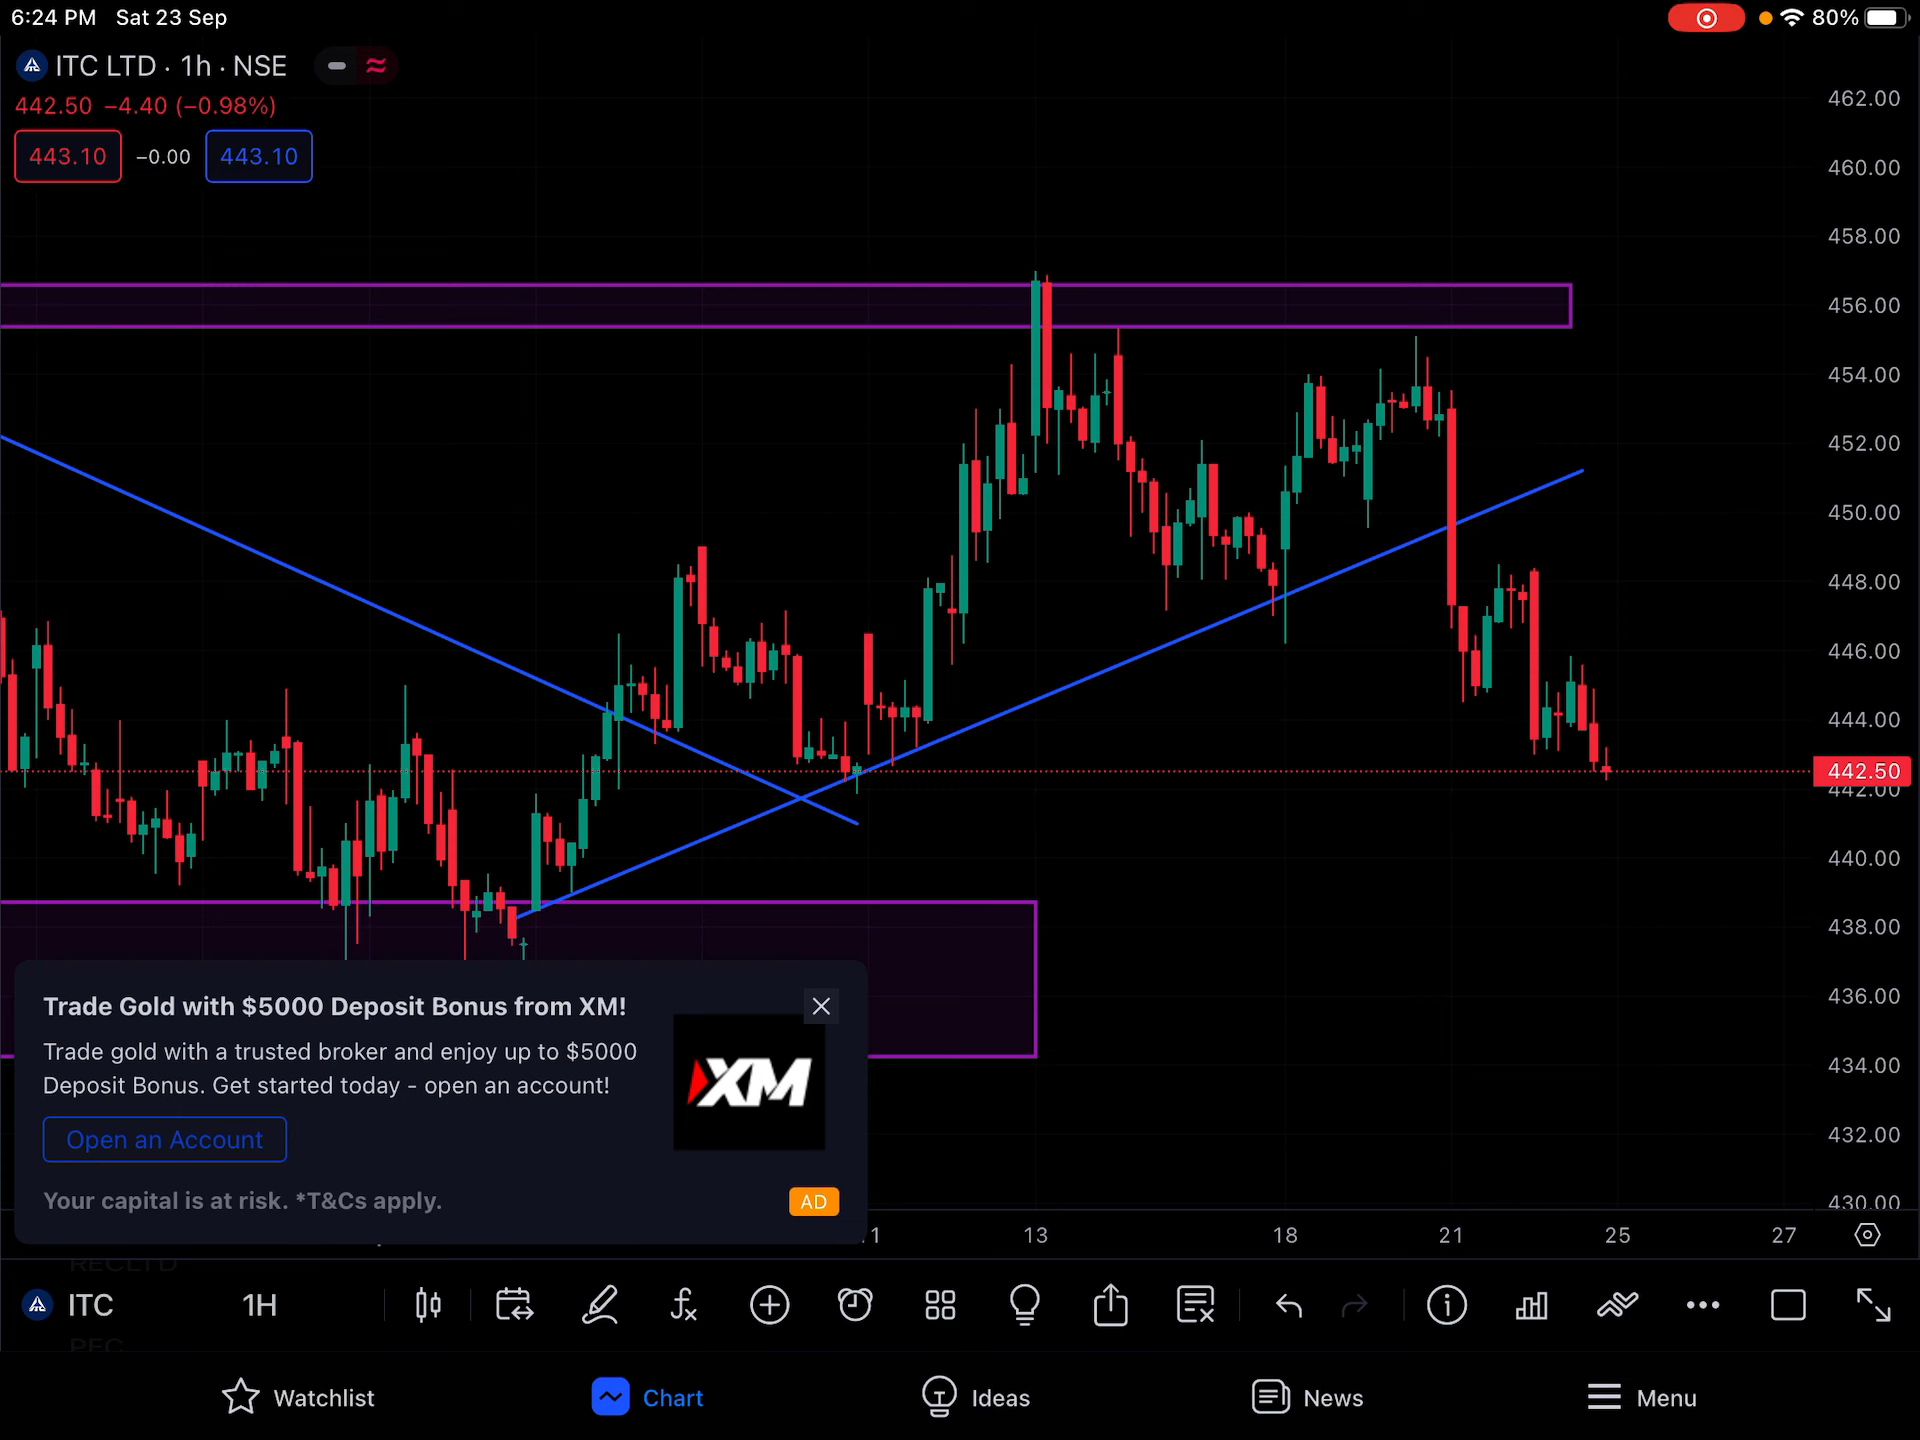 6:24 PM Sat 23 Sep
80%
ITC LTD · 1h · NSE
442.50 −4.40 (−0.98%)
443.10 −0.00 443.10
462.00
460.00
458.00
456.00
454.00
452.00
450.00
448.00
446.00
444.00
442.50
442.00
440.00
438.00
436.00
434.00
432.00
430.00
Trade Gold with $5000 Deposit Bonus from XM!
Trade gold with a trusted broker and enjoy up to $5000
Deposit Bonus. Get started today - open an account!
XM
Open an Account
Your capital is at risk. *T&Cs apply.
AD
13 18 21 25 27
RECLTD
ITC 1H
Watchlist Chart Ideas News Menu